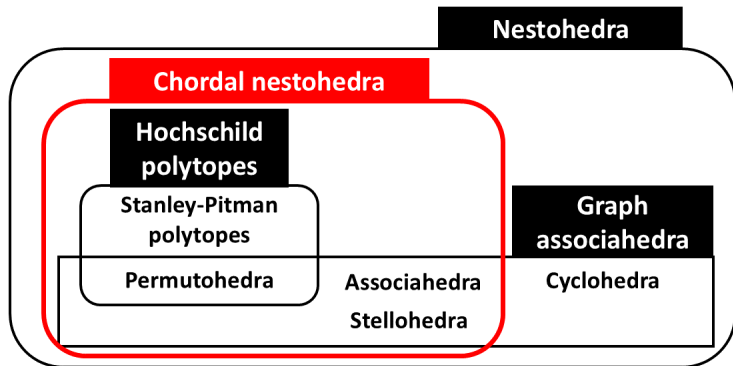 Nestohedra
Chordal nestohedra
Hochschild
polytopes
Stanley-Pitman
polytopes
Graph
associahedra
Permutohedra
Associahedra
Cyclohedra
Stellohedra